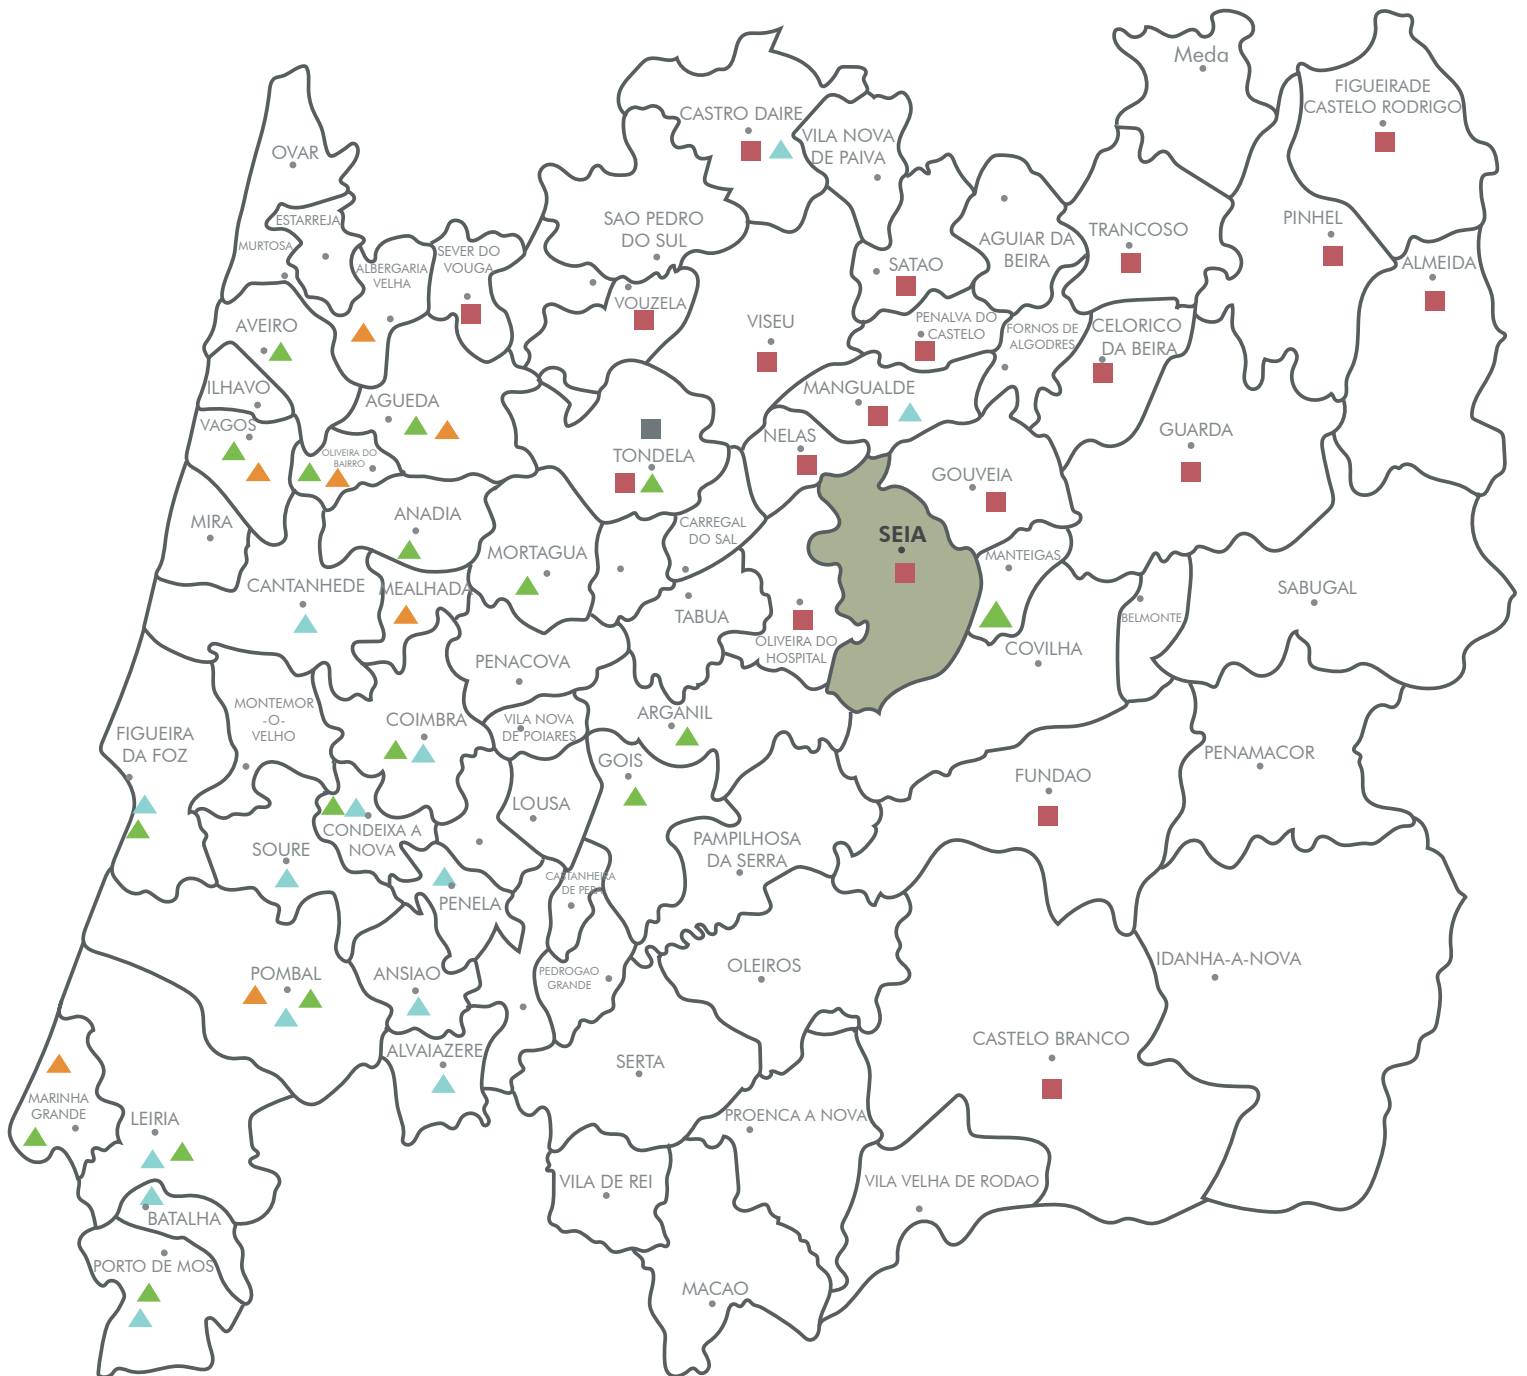 Meda
FIGUEIRADE
CASTELO RODRIGO
CASTRO DAIRE
VILA NOVA
DE PAIVA
OVAR
ESTARREJA
MURTOSA
SAO PEDRO
DO SUL
PINHEL
TRANCOSO
AGUIAR DA
BEIRA
SEVER DO
VOUGA
ALBERGARIA
VELHA
SATAO
ALMEIDA
VOUZELA
AVEIRO
VISEU
PENALVA DO
CASTELO
FORNOS DE
ALGODRES
CELORICO
DA BEIRA
ILHAVO
MANGUALDE
AGUEDA
VAGOS
NELAS
GUARDA
OLIVEIRA DO
BAIRRO
TONDELA
GOUVEIA
MIRA
ANADIA
CARREGAL
DO SAL
SEIA
MORTAGUA
MANTEIGAS
CANTANHEDE
MEALHADA
SABUGAL
TABUA
BELMONTE
OLIVEIRA DO
HOSPITAL
COVILHA
PENACOVA
MONTEMOR
-O-
VELHO
ARGANIL
COIMBRA
VILA NOVA
DE POIARES
FIGUEIRA
DA FOZ
PENAMACOR
GOIS
FUNDAO
LOUSA
CONDEIXA A
NOVA
PAMPILHOSA
DA SERRA
SOURE
CASTANHEIRA
DE PERA
PENELA
IDANHA-A-NOVA
OLEIROS
POMBAL
ANSIAO
PEDROGAO
GRANDE
CASTELO BRANCO
ALVAIAZERE
SERTA
MARINHA
GRANDE
LEIRIA
PROENCA A NOVA
VILA DE REI
VILA VELHA DE RODAO
BATALHA
PORTO DE MOS
MACAO